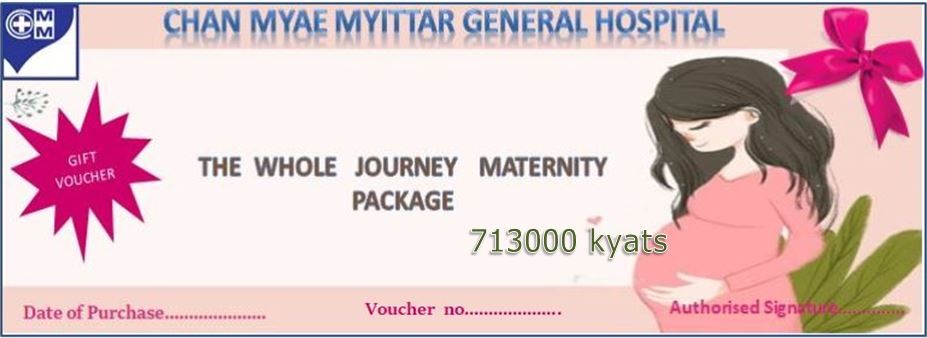 CHAN MYAE MYITTAR GENERAL HOSPITAL
M
M
GIFT
VOUCHER
THE WHOLE JOURNEY MATERNITY
PACKAGE
713000 kyats
Date of Purchase.....................
Voucher no....................
Authorised Signature..............